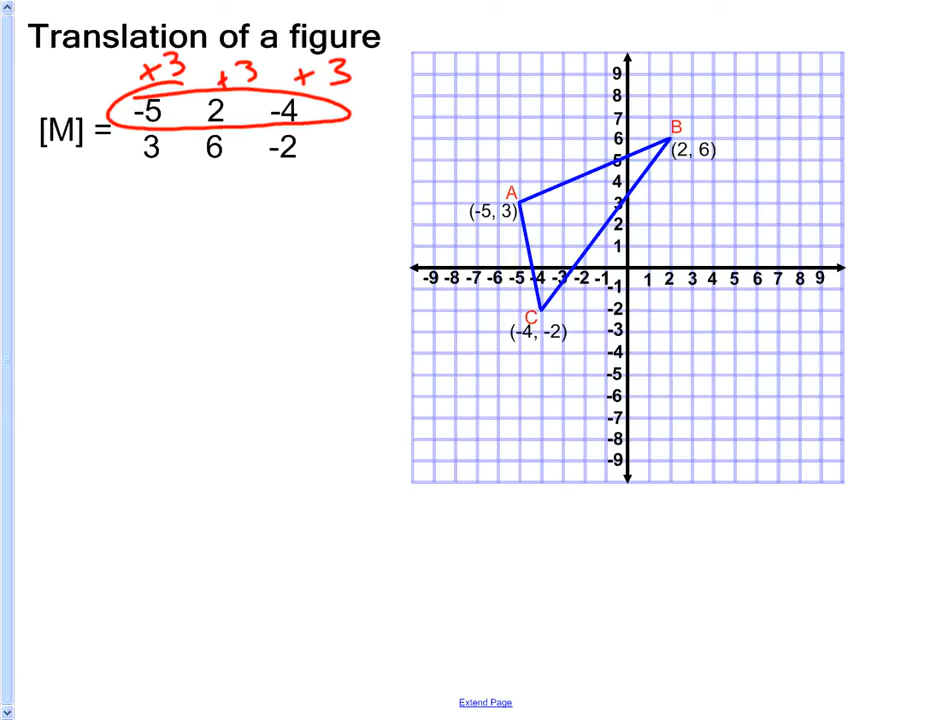 Translation of a figure
+3 +3 +3
-5 2 -4
[M] =
3 6 -2
9
8
7
B
6
(2, 6)
5
4
A
3
(-5, 3)
2
1
-9 -8 -7 -6 -5 -4 -3 -2 -1 1 2 3 4 5 6 7 8 9
-1
-2
C
-3
(-4, -2)
-4
-5
-6
-7
-8
-9
Extend Page